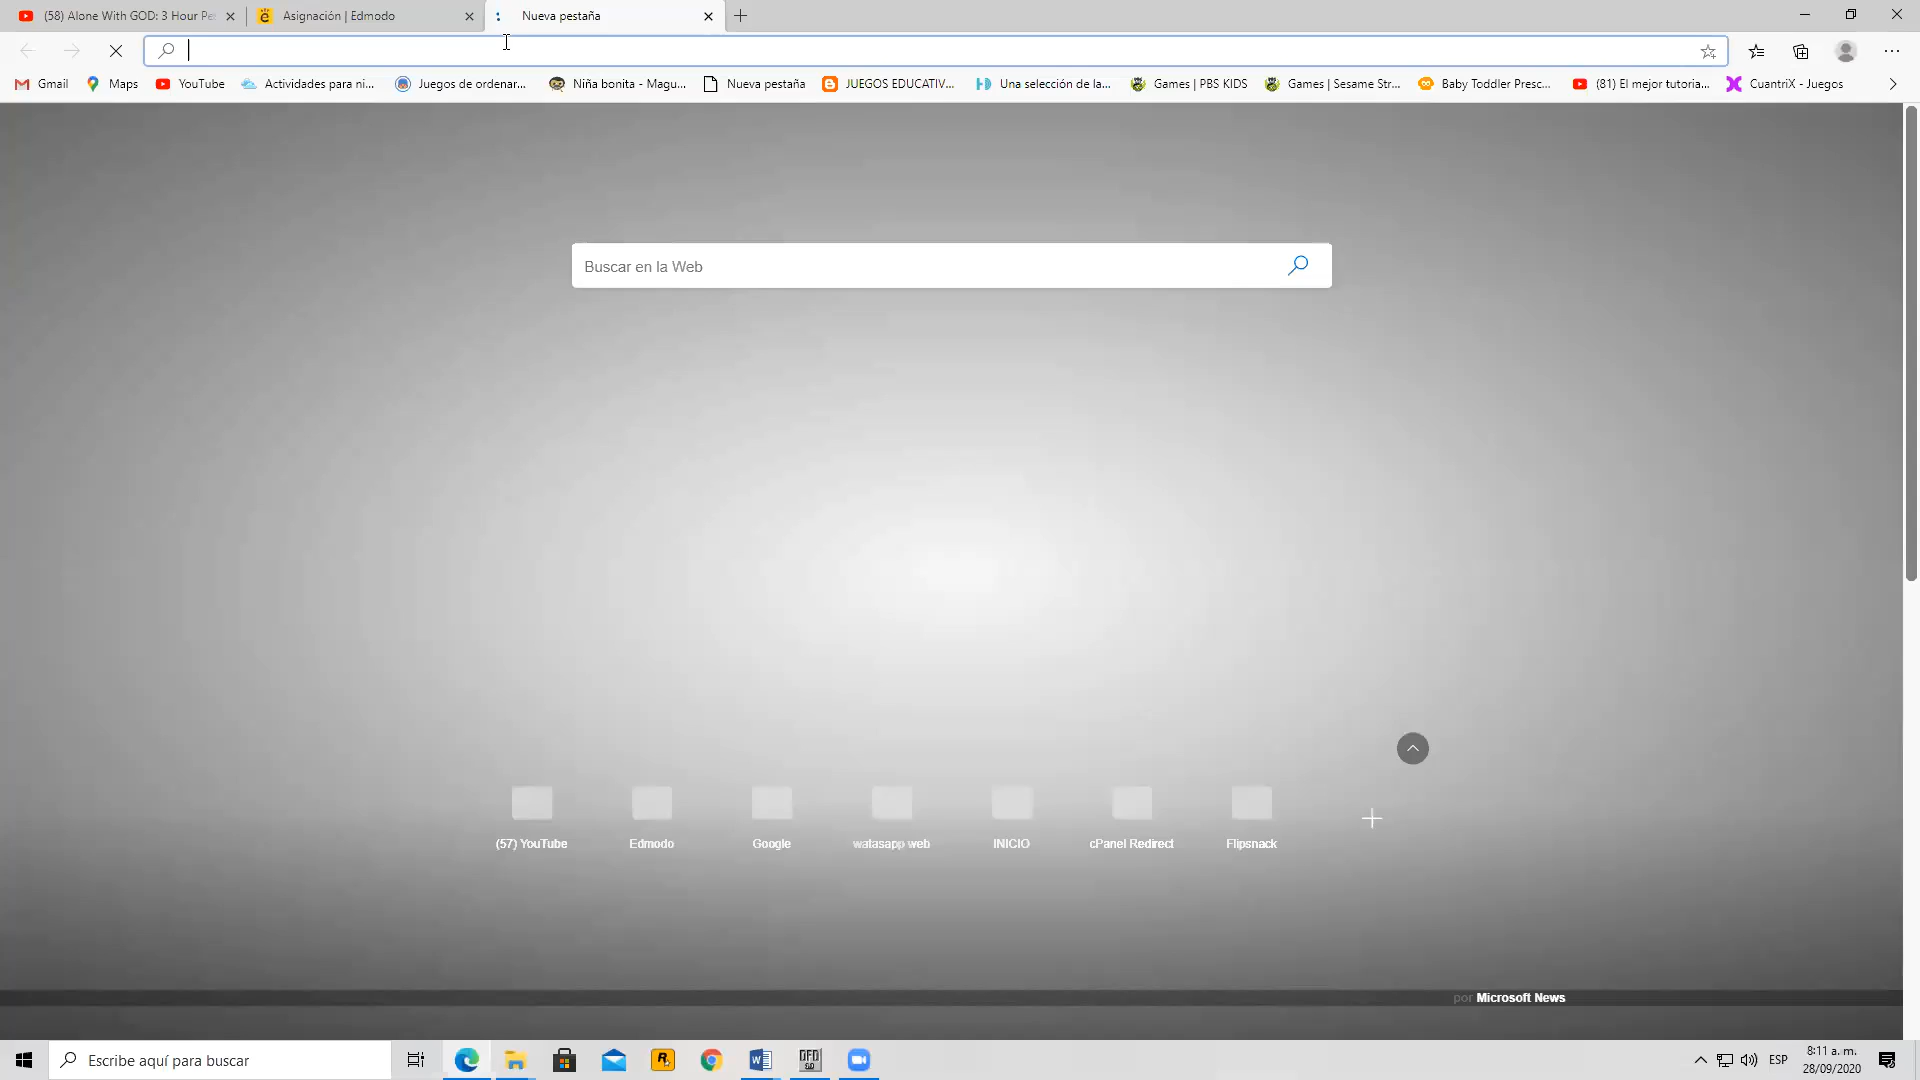 (58) Alone With GOD: 3 Hour Pe
Asignación | Edmodo
Nueva pestaña
Gmail
Maps
YouTube
Actividades para ni...
Juegos de ordenar...
Niña bonita - Magu...
Nueva pestaña
JUEGOS EDUCATIV...
Una selección de la...
Games | PBS KIDS
Games | Sesame Str...
Baby Toddler Presc...
(81) El mejor tutoria...
CuantriX - Juegos
Buscar en la Web
(57) YouTube
Edmodo
Google
watasapp web
INICIO
cPanel Redirect
Flipsnack
por Microsoft News
Escribe aquí para buscar
DFD
5.0
ESP
8:11 a. m.
28/09/2020